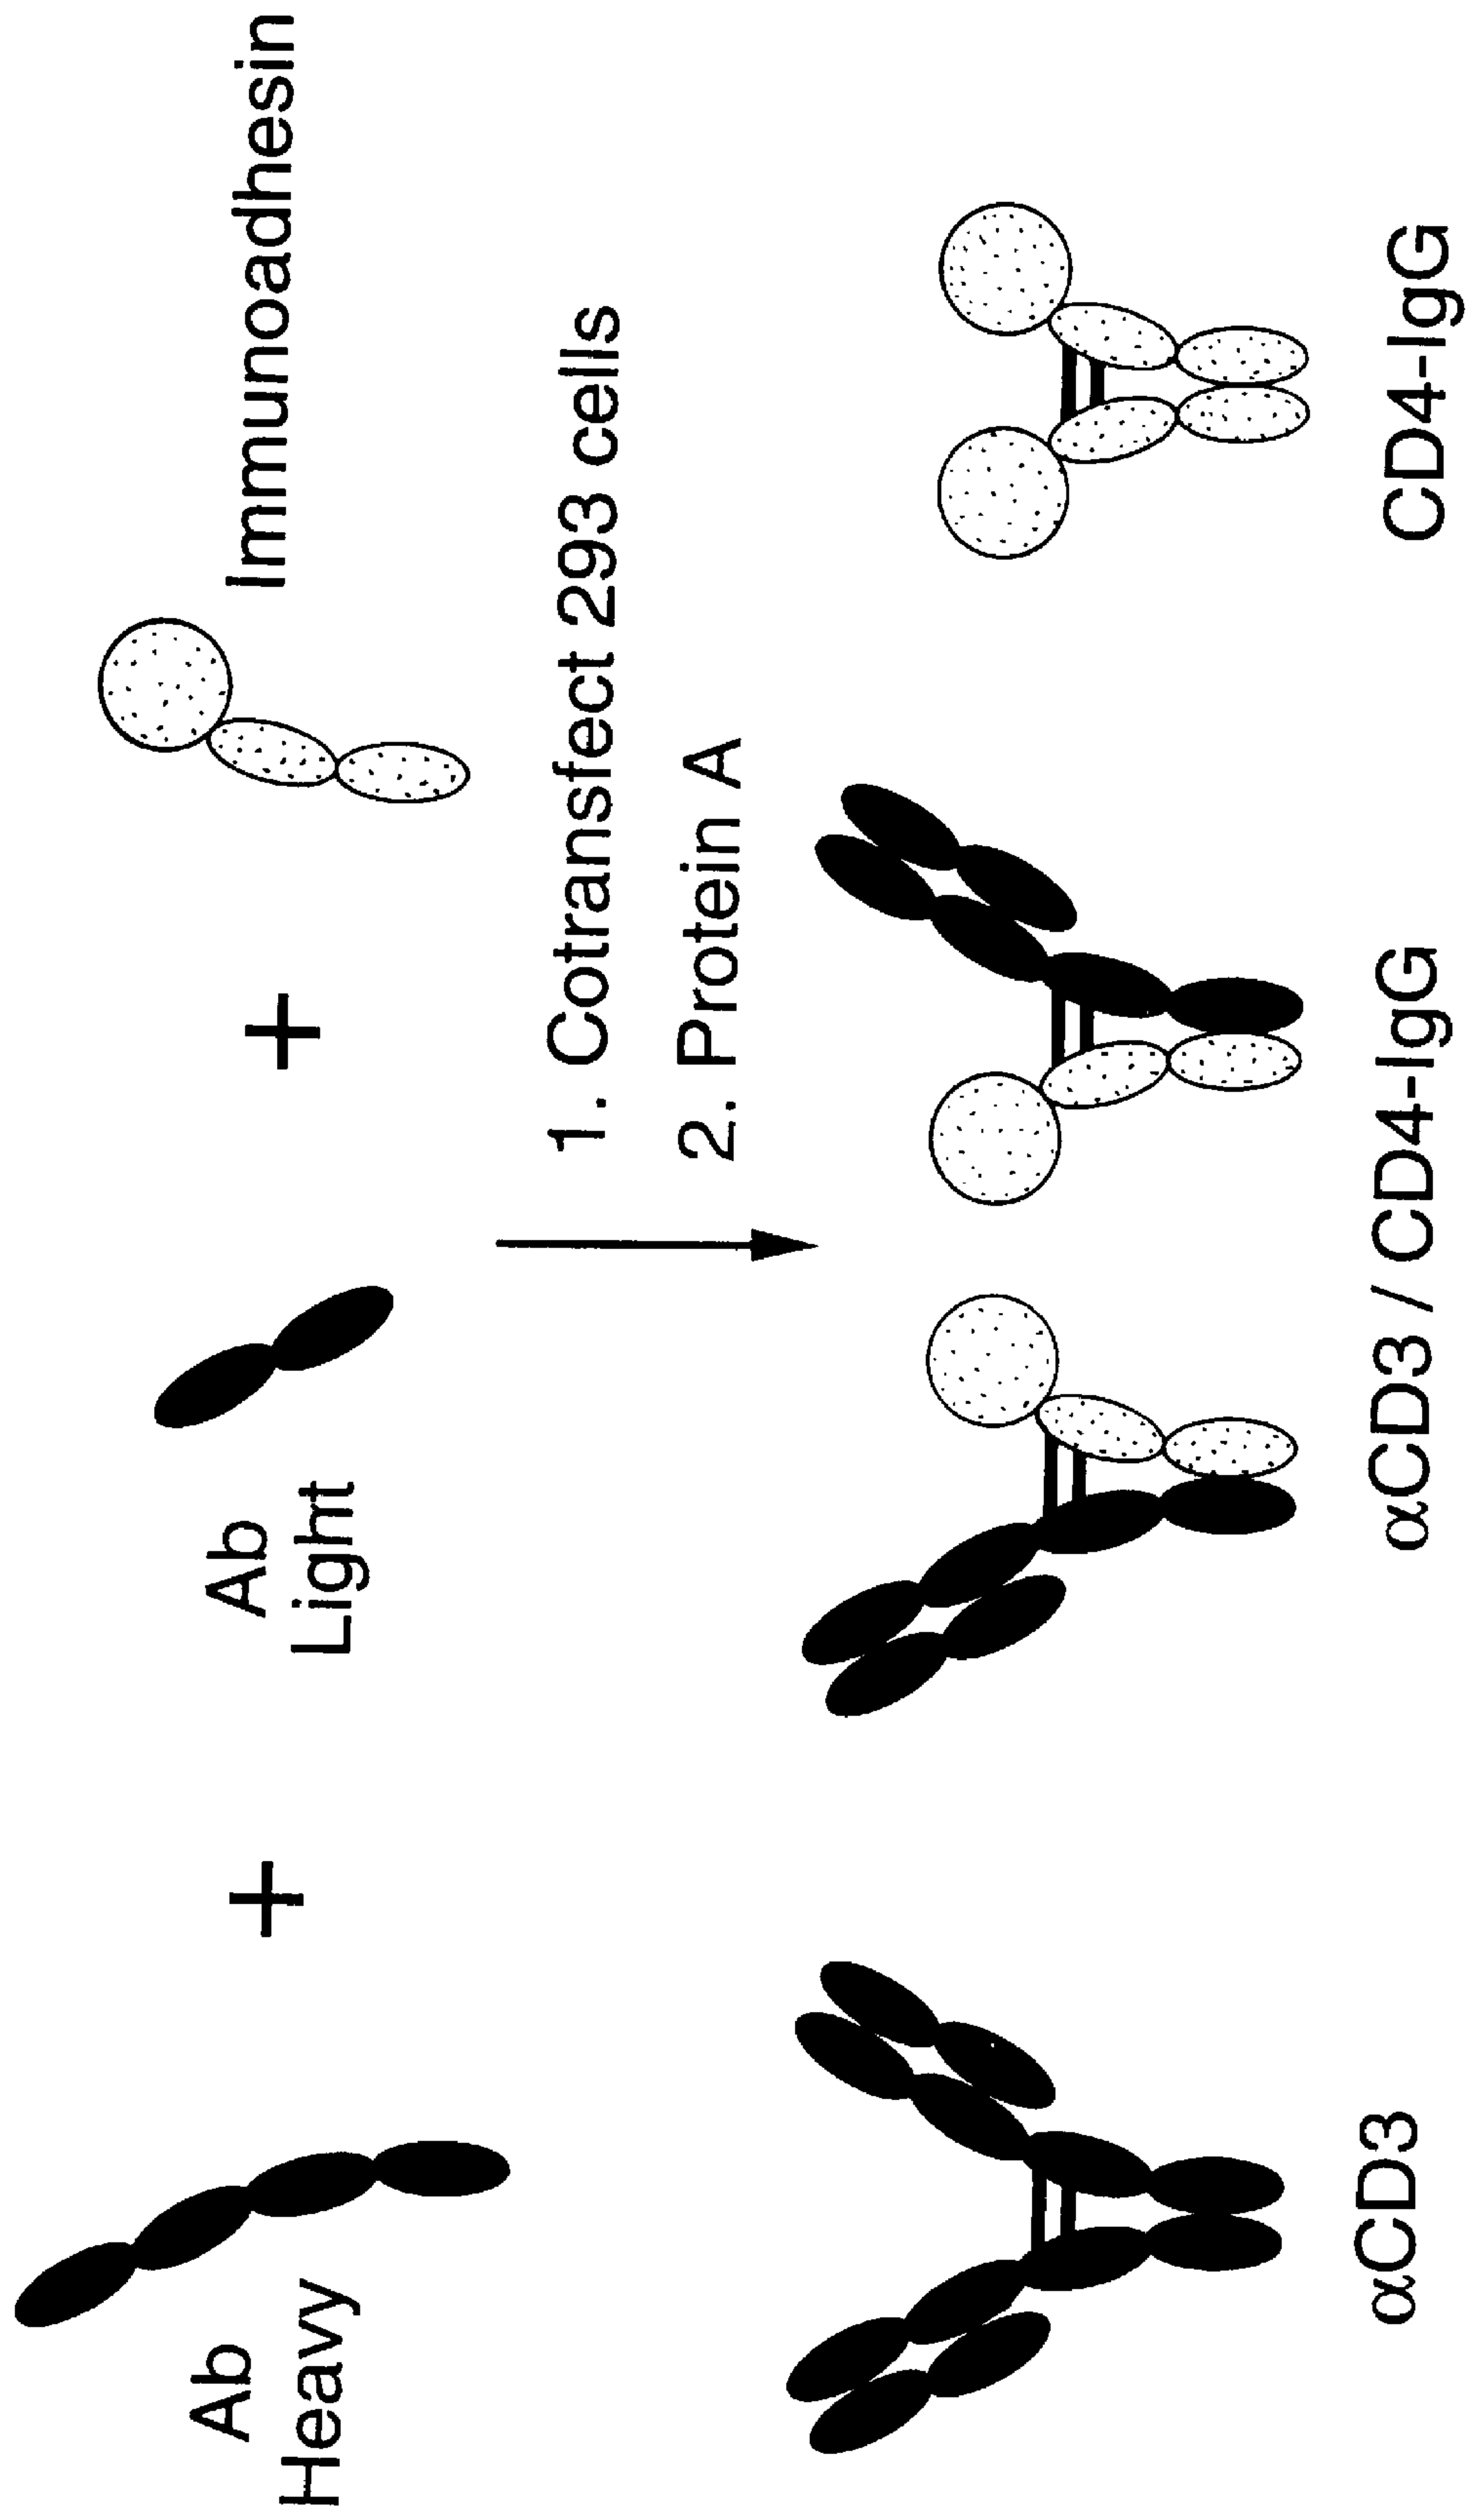 Ab
Heavy
+
Ab
Light
+
Immunoadhesin
1. Cotransfect 293 cells
2. Protein A
αCD3
αCD3 / CD4-IgG
CD4-IgG